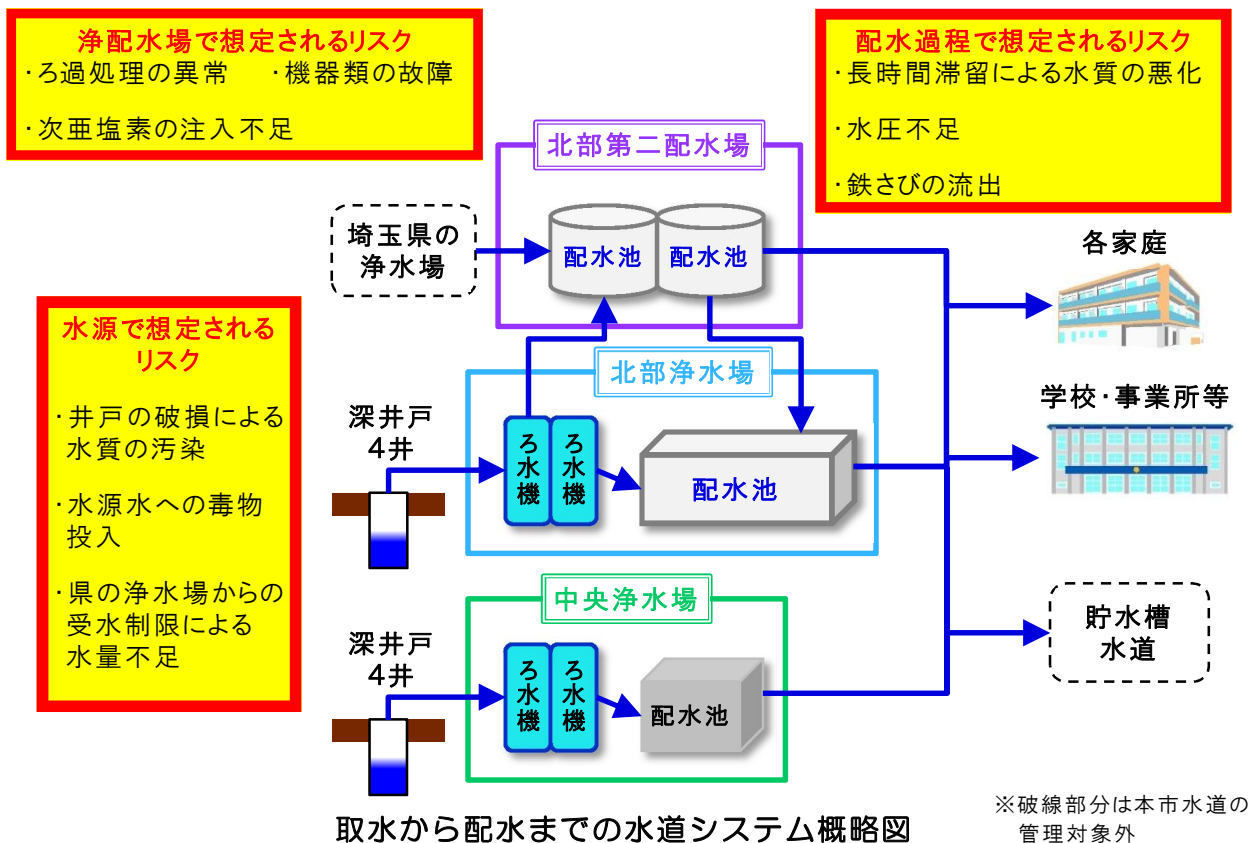 浄配水場で想定されるリスク
・ろ過処理の異常　・機器類の故障
・次亜塩素の注入不足
配水過程で想定されるリスク
・長時間滞留による水質の悪化
・水圧不足
・鉄さびの流出
北部第二配水場
埼玉県の
浄水場
配水池
配水池
各家庭
水源で想定される
リスク
・井戸の破損による
水質の汚染
・水源水への毒物
投入
・県の浄水場からの
受水制限による
水量不足
北部浄水場
深井戸
4井
ろ水機
ろ水機
配水池
学校・事業所等
中央浄水場
深井戸
4井
ろ水機
ろ水機
配水池
貯水槽
水道
取水から配水までの水道システム概略図
※破線部分は本市水道の
管理対象外